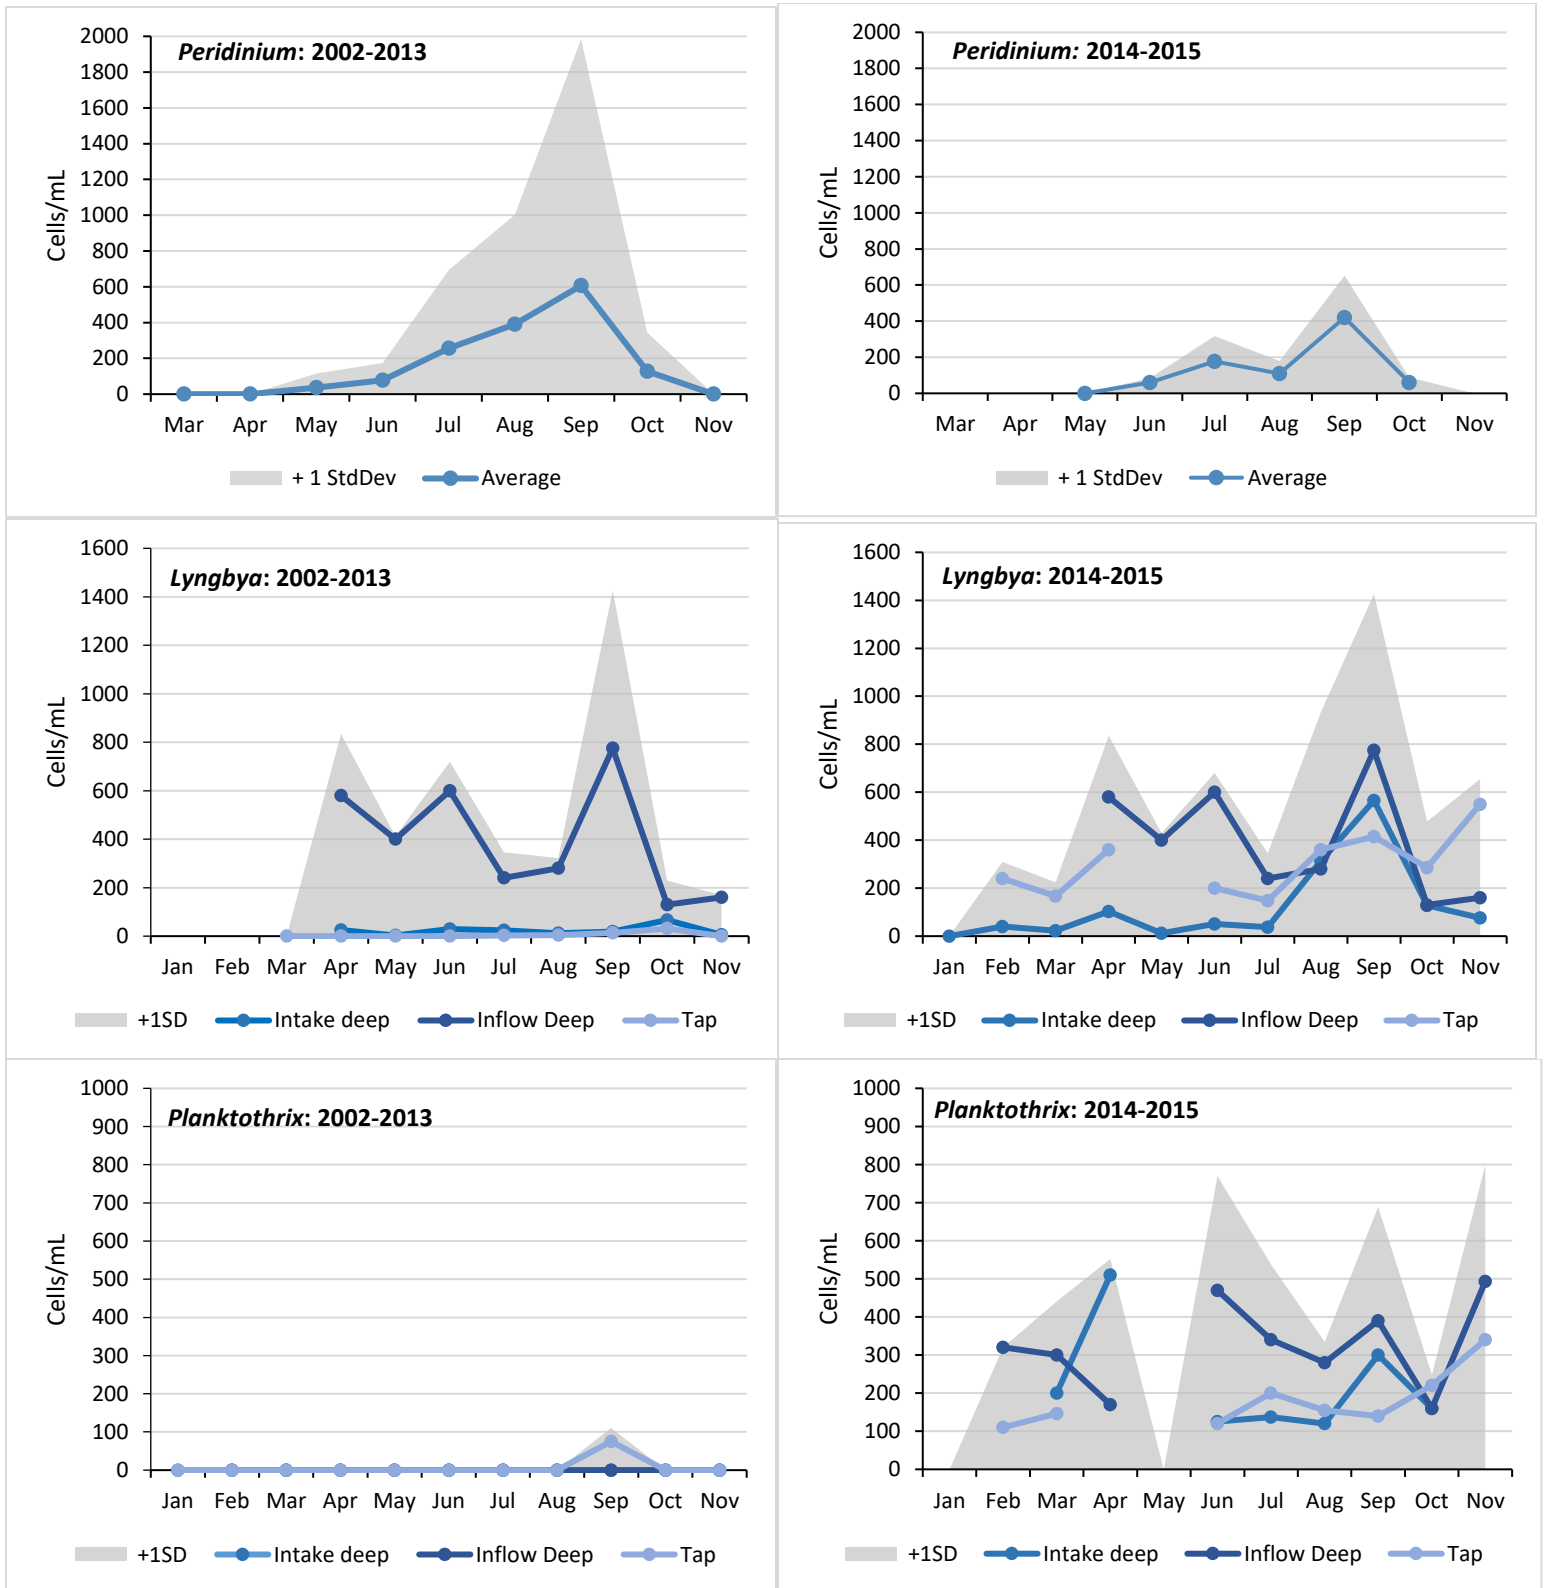 Peridinium: 2002-2013
Cells/mL
2000
1800
1600
1400
1200
1000
800
600
400
200
0
Mar Apr May Jun Jul Aug Sep Oct Nov
+ 1 StdDev Average
Peridinium: 2014-2015
Cells/mL
2000
1800
1600
1400
1200
1000
800
600
400
200
0
Mar Apr May Jun Jul Aug Sep Oct Nov
+ 1 StdDev Average
Lyngbya: 2002-2013
Cells/mL
1600
1400
1200
1000
800
600
400
200
0
Jan Feb Mar Apr May Jun Jul Aug Sep Oct Nov
+1SD Intake deep Inflow Deep Tap
Lyngbya: 2014-2015
Cells/mL
1600
1400
1200
1000
800
600
400
200
0
Jan Feb Mar Apr May Jun Jul Aug Sep Oct Nov
+1SD Intake deep Inflow Deep Tap
Planktothrix: 2002-2013
Cells/mL
1000
900
800
700
600
500
400
300
200
100
0
Jan Feb Mar Apr May Jun Jul Aug Sep Oct Nov
+1SD Intake deep Inflow Deep Tap
Planktothrix: 2014-2015
Cells/mL
1000
900
800
700
600
500
400
300
200
100
0
Jan Feb Mar Apr May Jun Jul Aug Sep Oct Nov
+1SD Intake deep Inflow Deep Tap